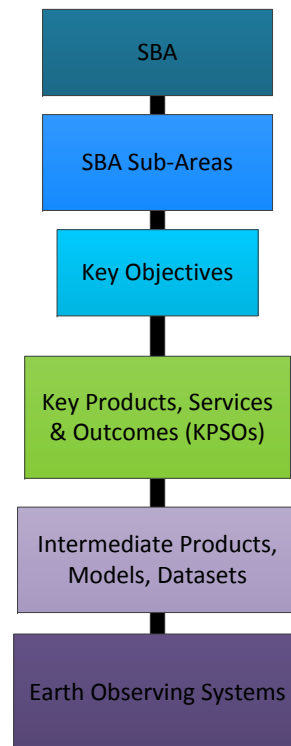 SBA
SBA Sub-Areas
Key Objectives
Key Products, Services
& Outcomes (KPSOs)
Intermediate Products,
Models, Datasets
Earth Observing Systems